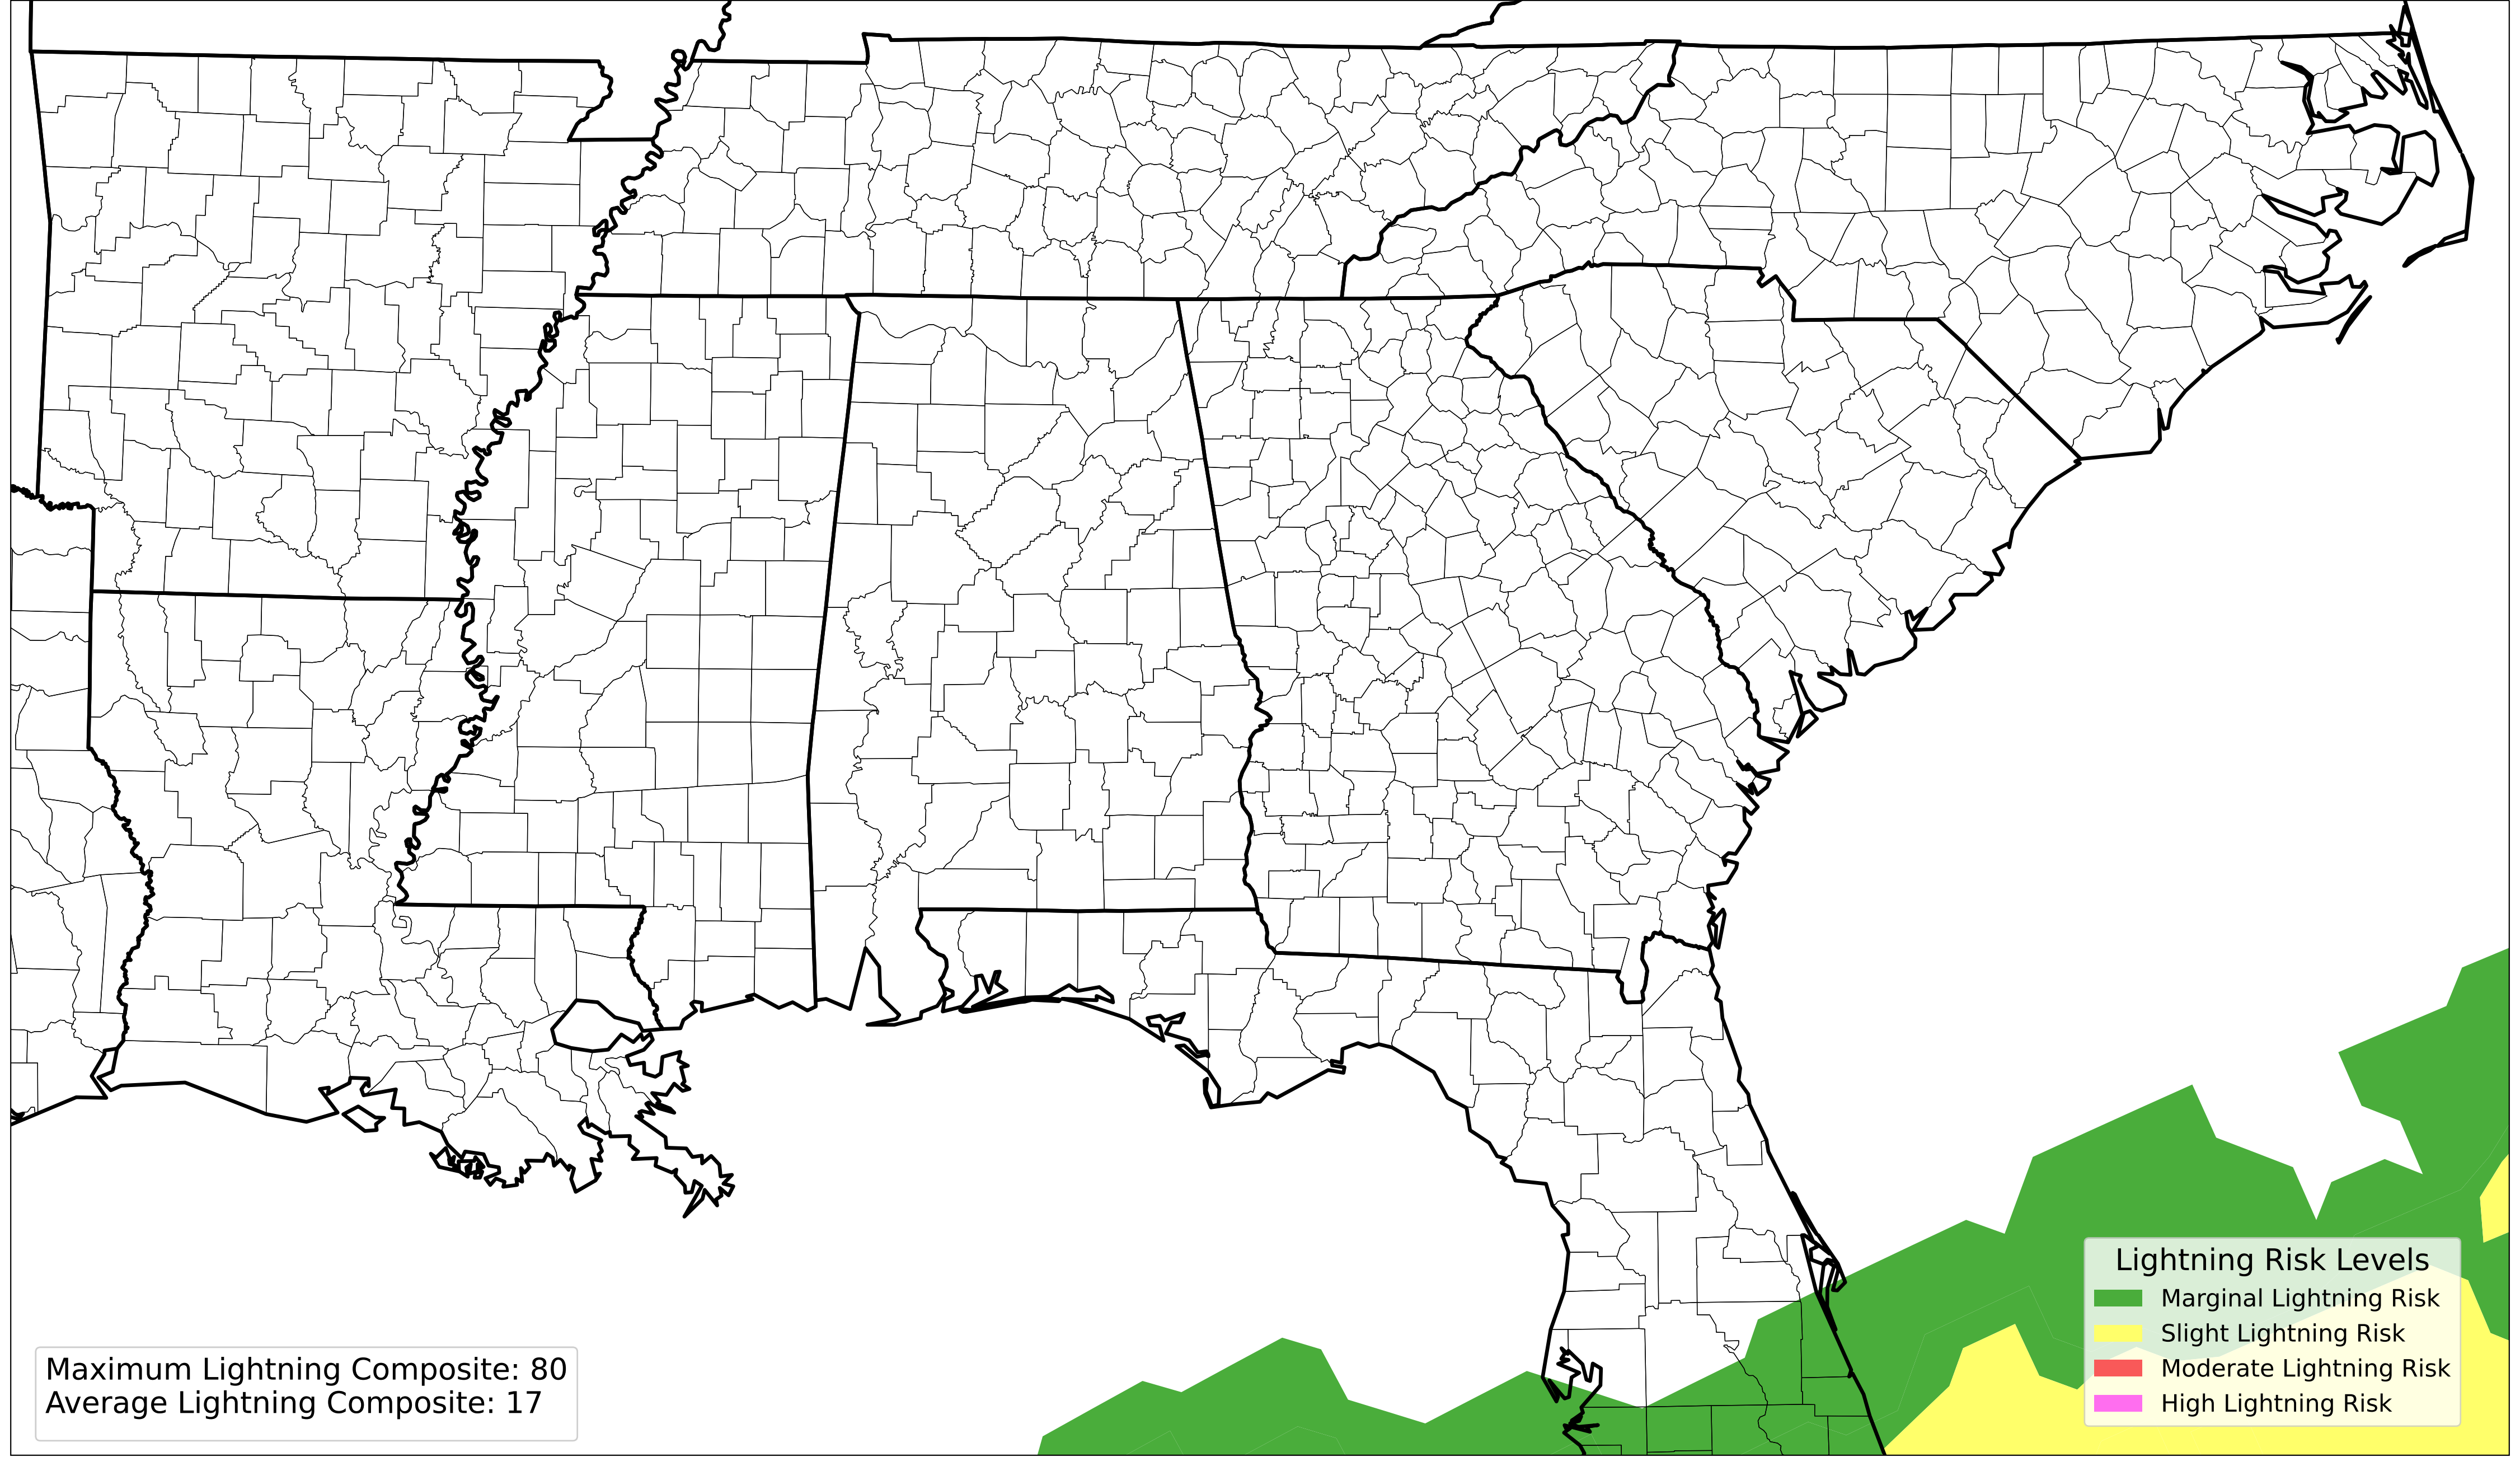 Lightning Risk Levels
Marginal Lightning Risk
Slight Lightning Risk
Moderate Lightning Risk
High Lightning Risk
Maximum Lightning Composite: 80
Average Lightning Composite: 17